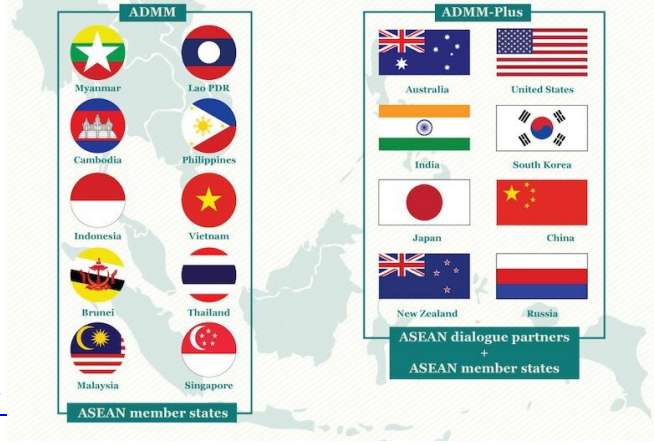 ADMM
Myanmar
Lao PDR
Cambodia
Philippines
Indonesia
Vietnam
Brunei
Thailand
Malaysia
Singapore
ASEAN member states
ADMM-Plus
Australia
United States
India
South Korea
Japan
China
New Zealand
Russia
ASEAN dialogue partners
+
ASEAN member states